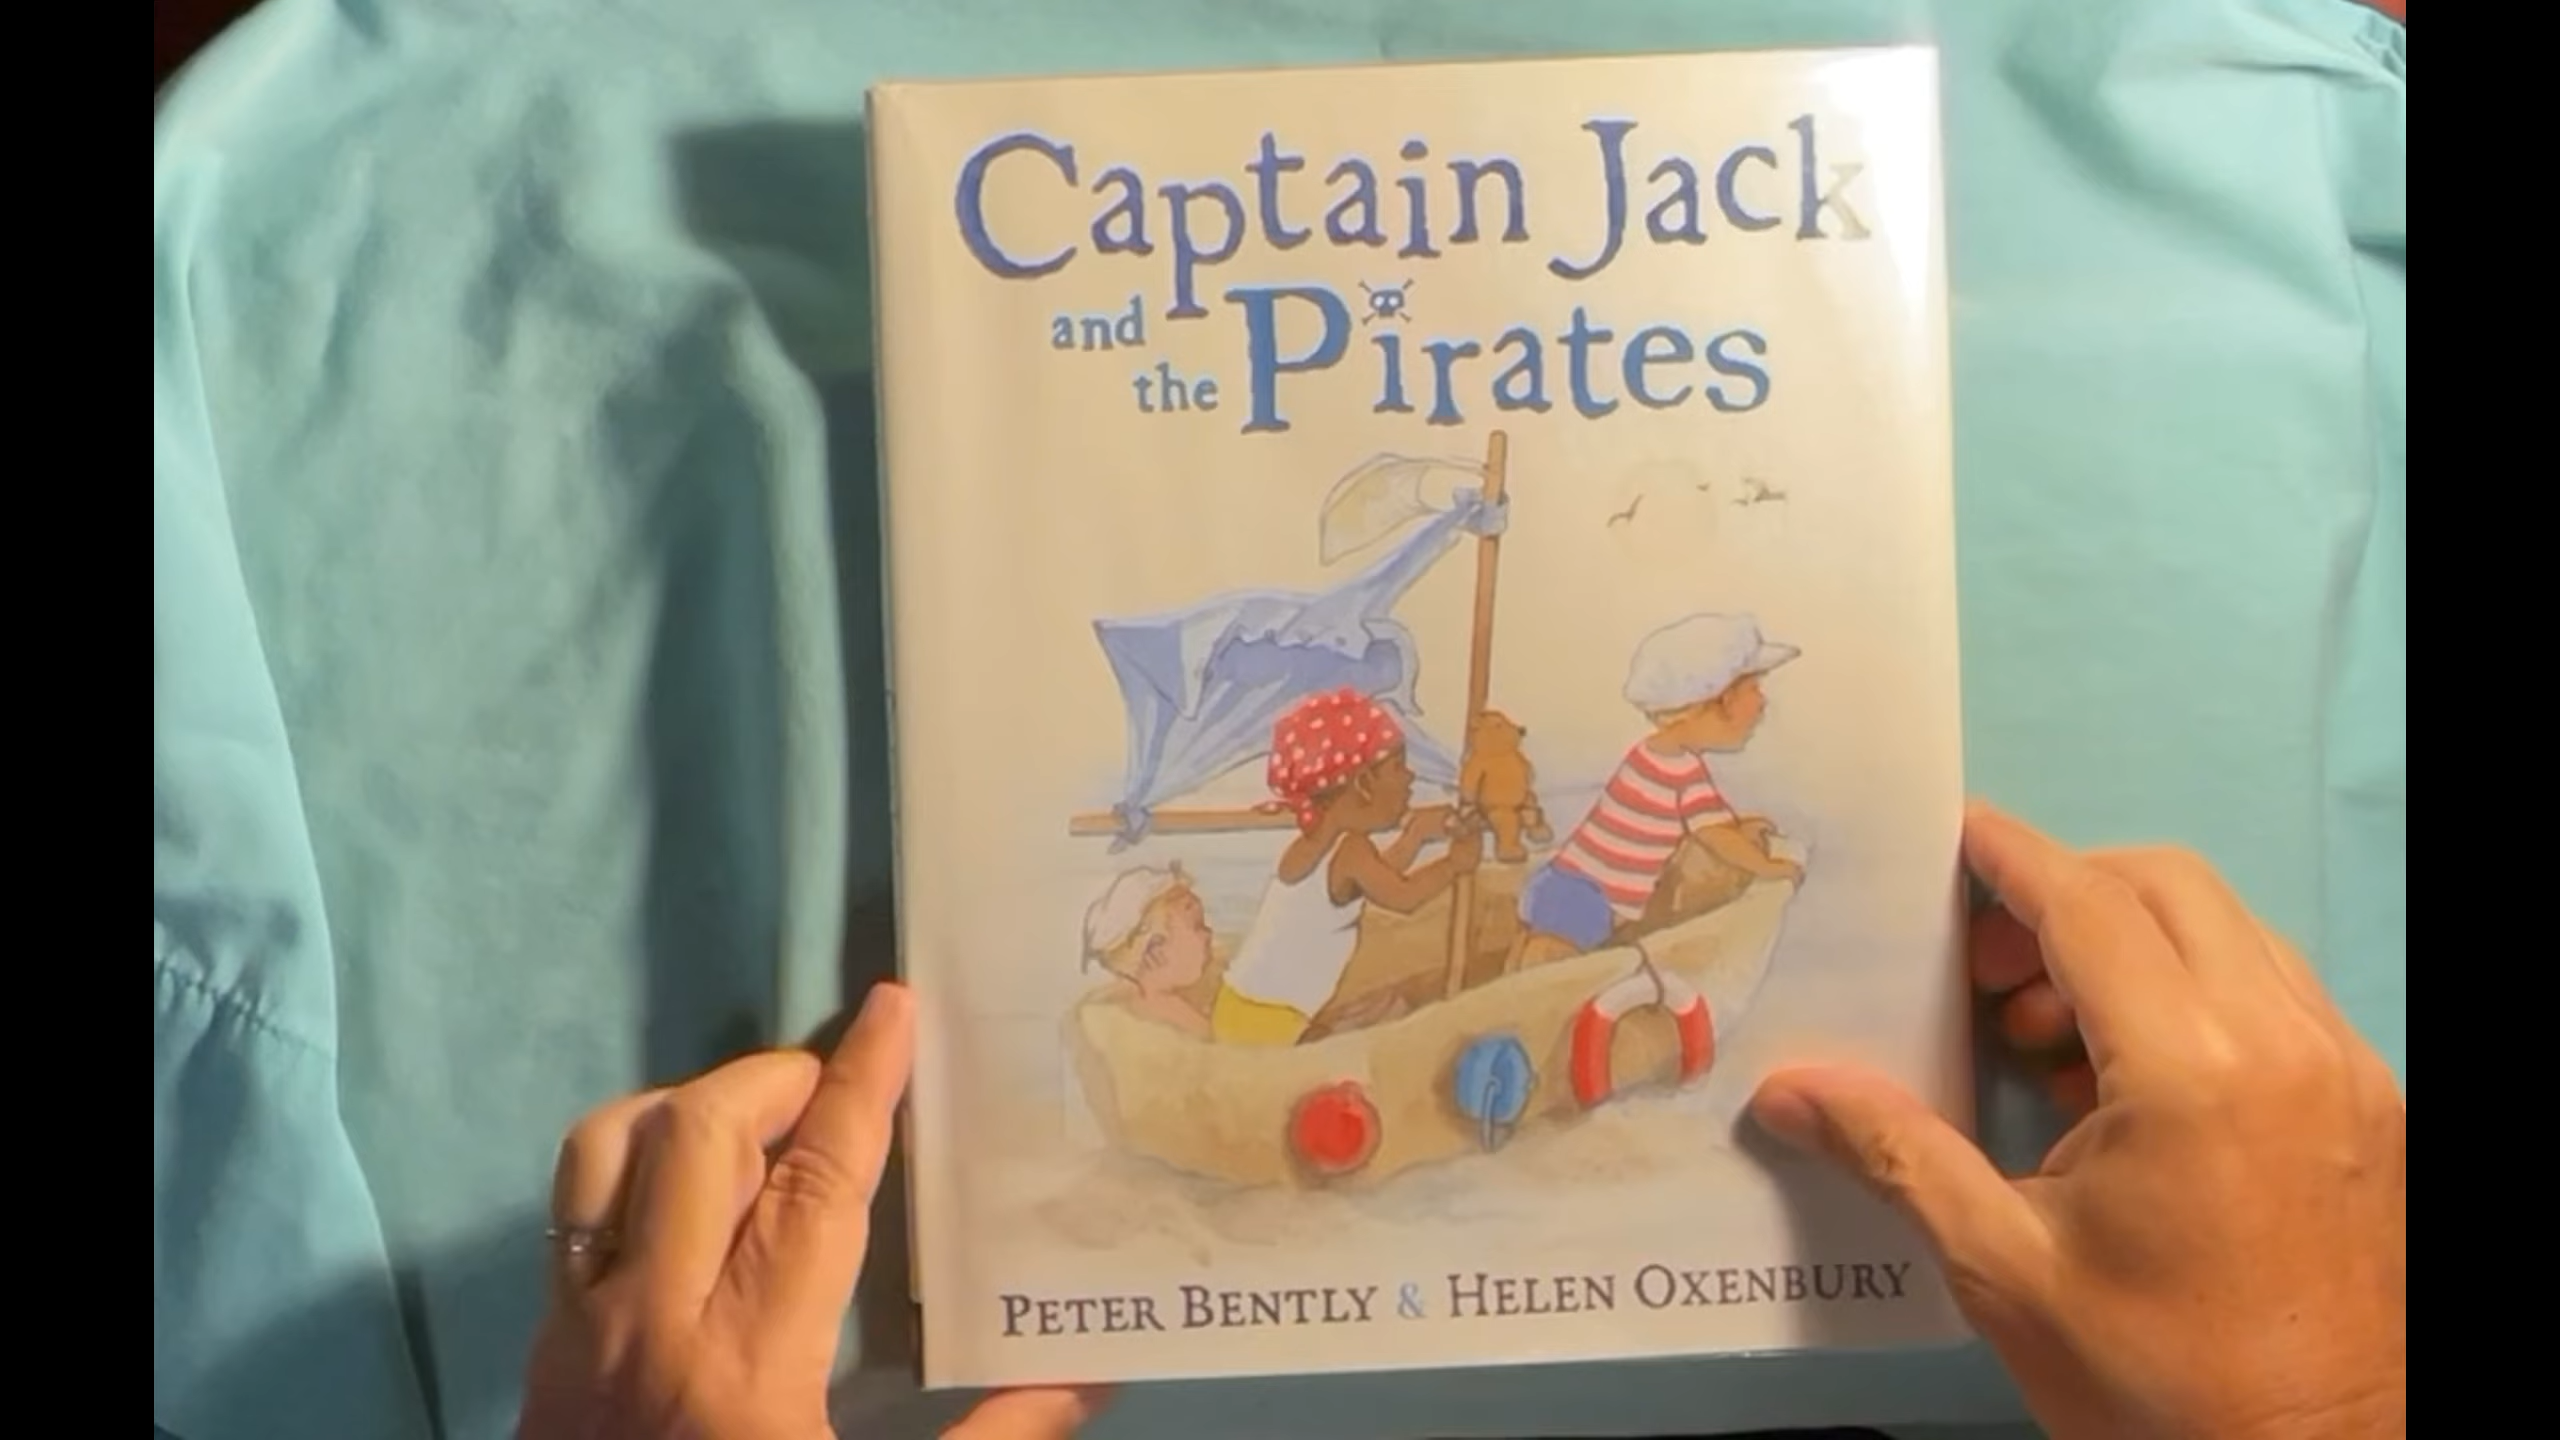 Captain Jack
and
the Pirates
PETER BENTLY & HELEN OXENBURY